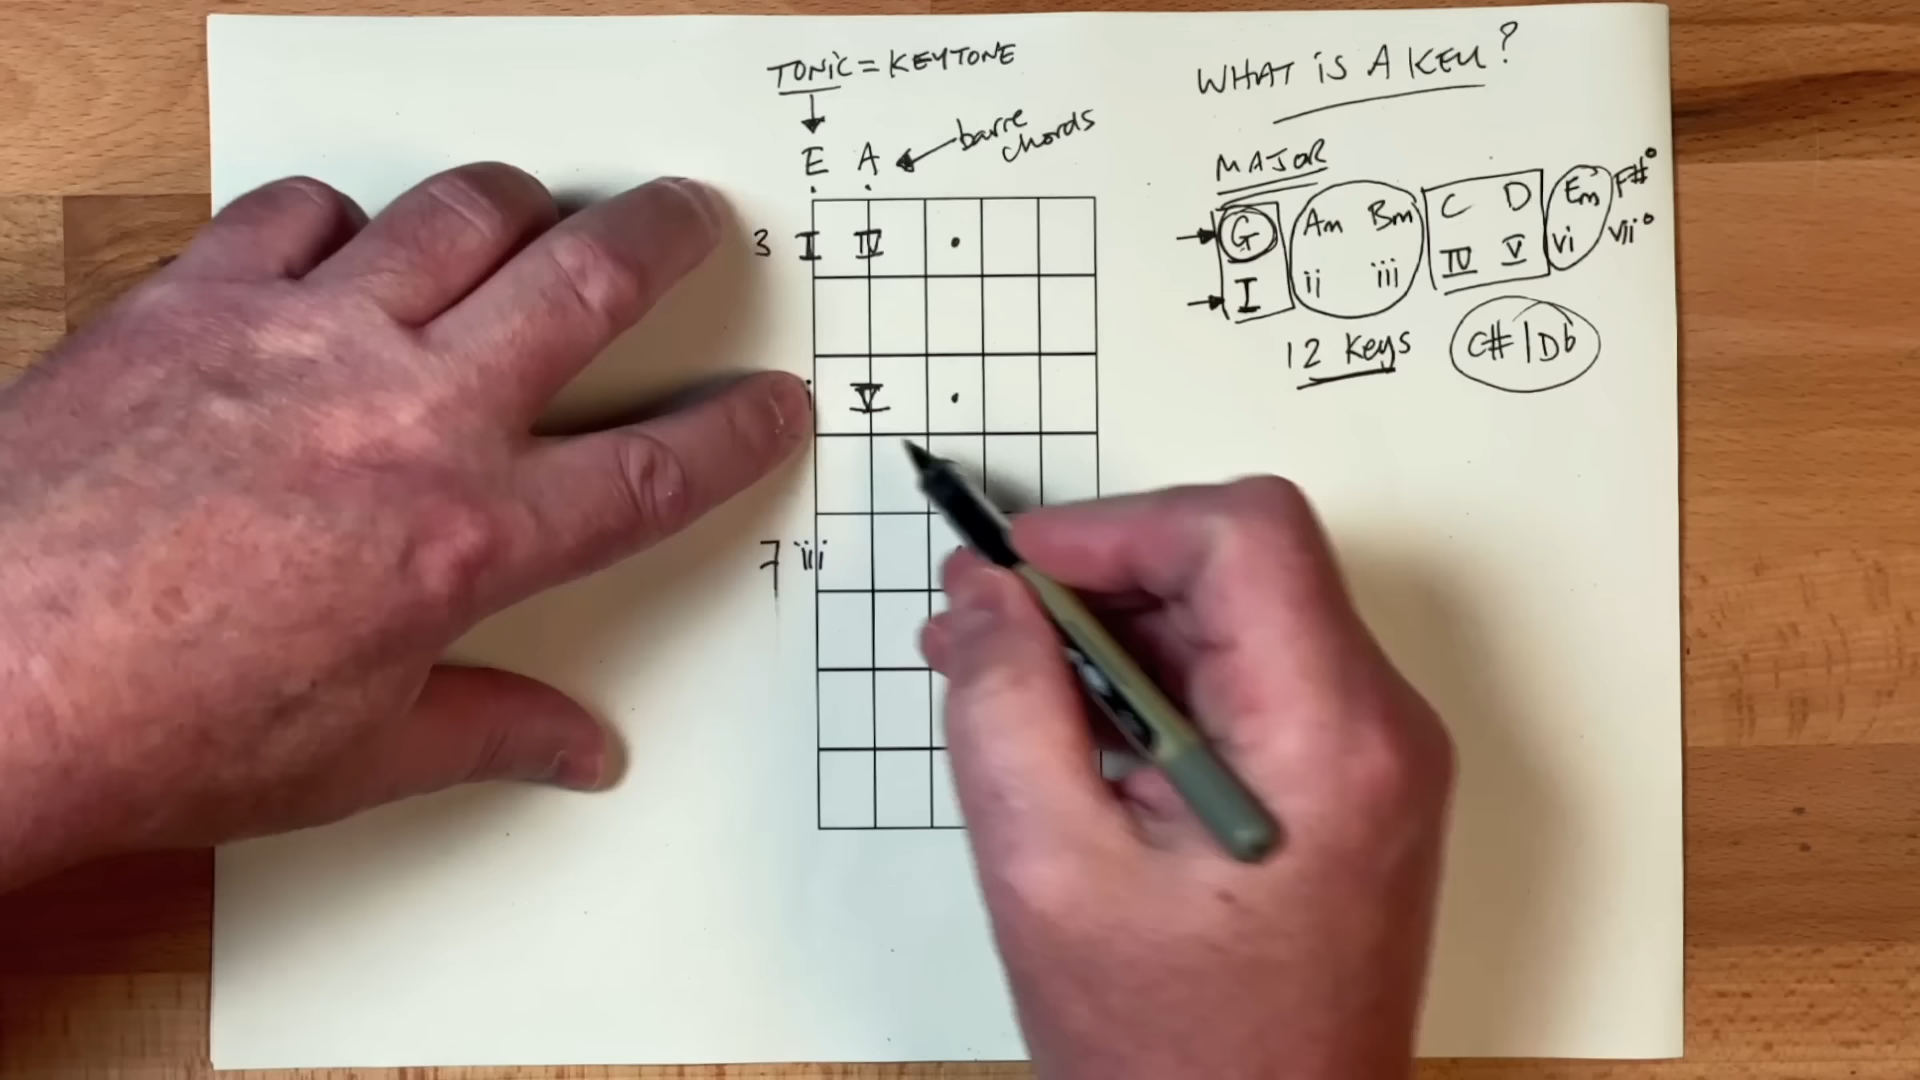 TONIC = KEYTONE
E A
barre chords
3 I IV
V
7 iii
WHAT iS A KEY?
MAJOR
G Am Bm C D Em F#°
I ii iii IV V vi vii°
12 Keys
C# | Db